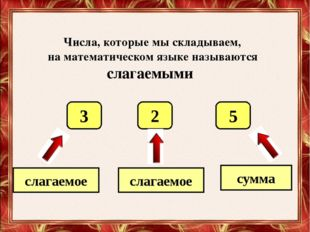 Числа, которые мы складываем,
на математическом языке называются
слагаемыми
3 2 5
слагаемое слагаемое сумма